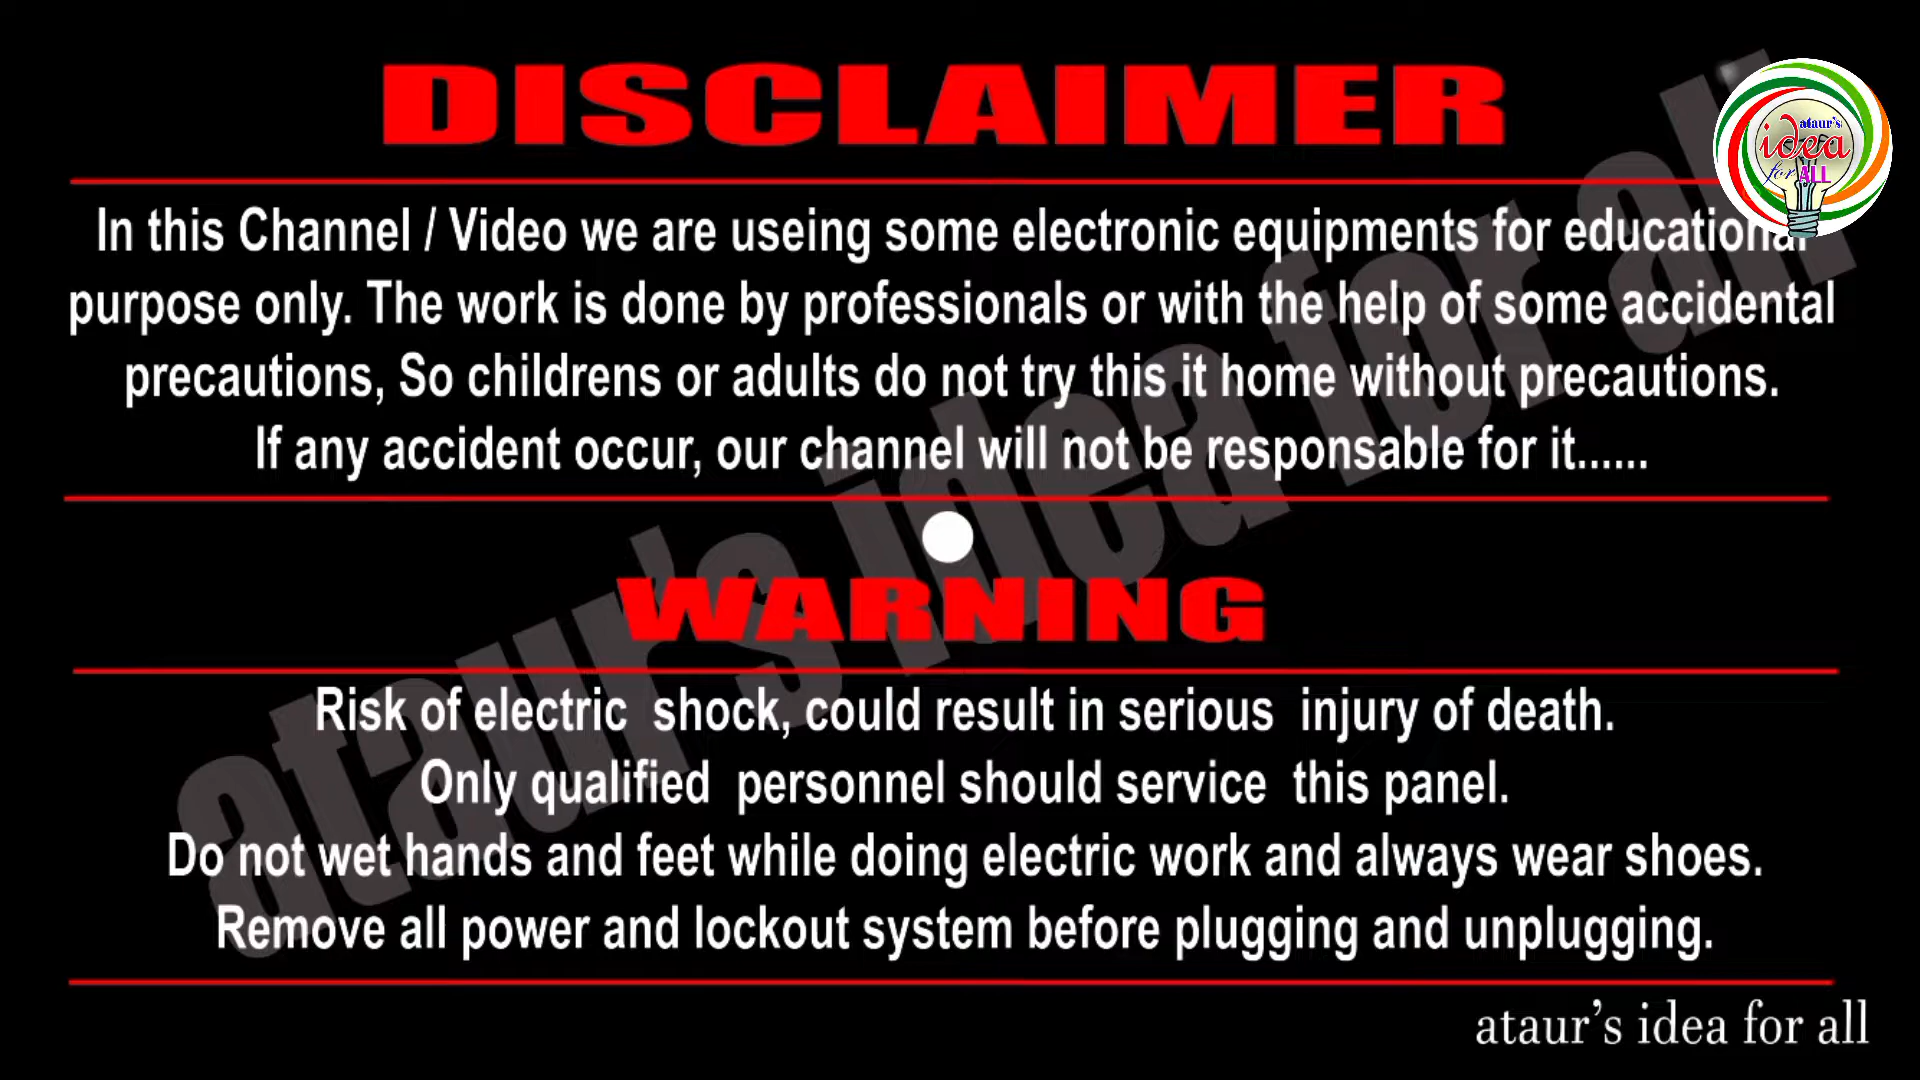 DISCLAIMER
ataur's
idea
for ALL
In this Channel / Video we are useing some electronic equipments for educational
purpose only. The work is done by professionals or with the help of some accidental
precautions, So childrens or adults do not try this it home without precautions.
If any accident occur, our channel will not be responsable for it......
WARNING
Risk of electric shock, could result in serious injury of death.
Only qualified personnel should service this panel.
Do not wet hands and feet while doing electric work and always wear shoes.
Remove all power and lockout system before plugging and unplugging.
ataur's idea for all
ataur's idea for all